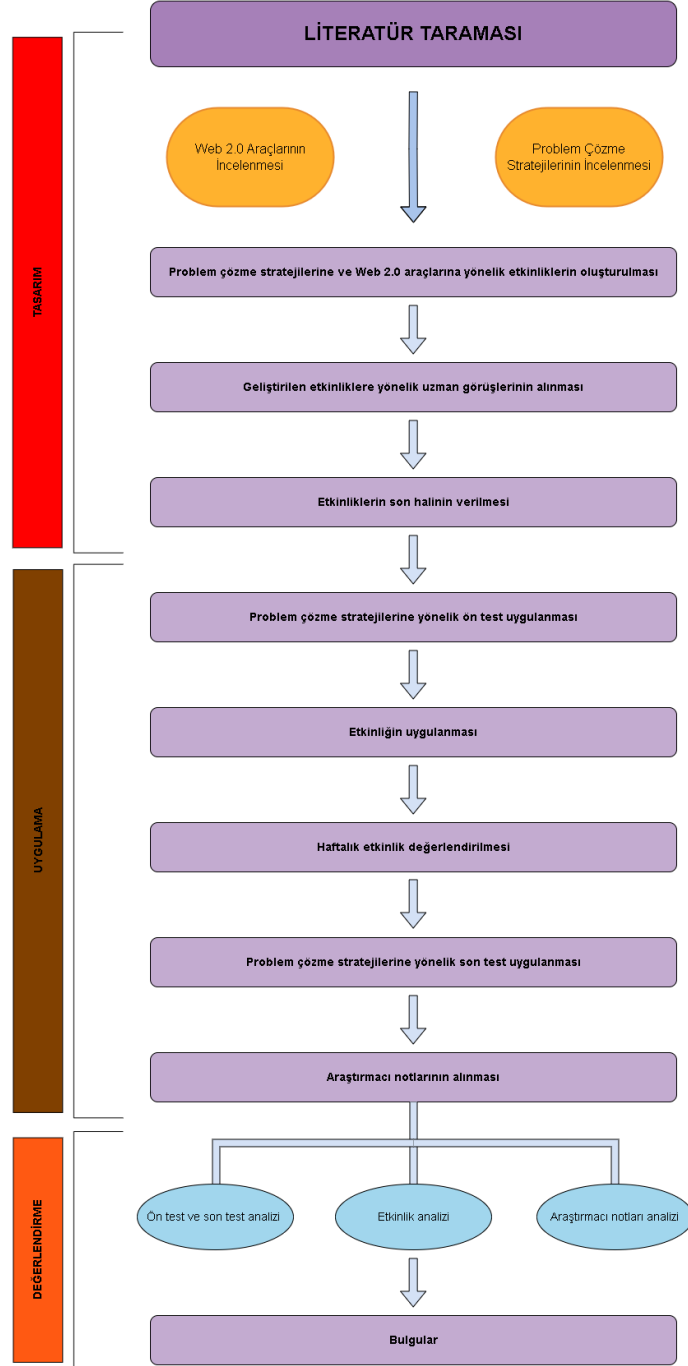 LİTERATÜR TARAMASI
TASARIM
Web 2.0 Araçlarının
İncelenmesi
Problem Çözme
Stratejilerinin İncelenmesi
Problem çözme stratejilerine ve Web 2.0 araçlarına yönelik etkinliklerin oluşturulması
Geliştirilen etkinliklere yönelik uzman görüşlerinin alınması
Etkinliklerin son halinin verilmesi
UYGULAMA
Problem çözme stratejilerine yönelik ön test uygulanması
Etkinliğin uygulanması
Haftalık etkinlik değerlendirilmesi
Problem çözme stratejilerine yönelik son test uygulanması
Araştırmacı notlarının alınması
DEĞERLENDİRME
Ön test ve son test analizi
Etkinlik analizi
Araştırmacı notları analizi
Bulgular